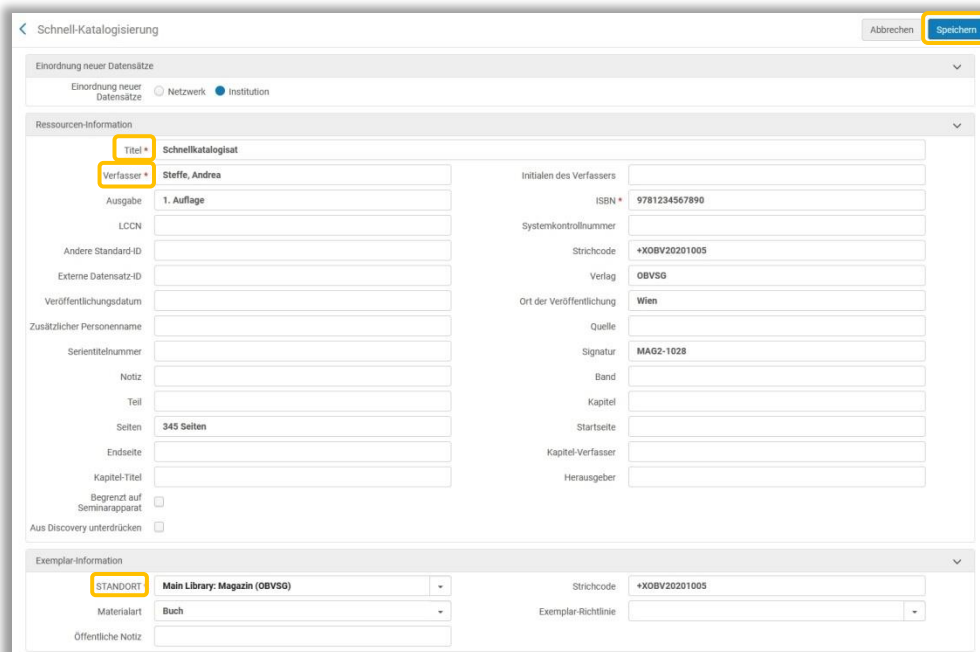 Schnell-Katalogisierung Abbrechen Speichern
Einordnung neuer Datensätze
Einordnung neuer Datensätze Netzwerk Institution
Ressourcen-Information
Titel * Schnellkatalogisat
Verfasser * Steffe, Andrea Initialen des Verfassers
Ausgabe 1. Auflage ISBN * 9781234567890
LCCN Systemkontrollnummer
Andere Standard-ID Strichcode +XOBV20201005
Externe Datensatz-ID Verlag OBVSG
Veröffentlichungsdatum Ort der Veröffentlichung Wien
Zusätzlicher Personenname Quelle
Serientitelnummer Signatur MAG2-1028
Notiz Band
Teil Kapitel
Seiten 345 Seiten Startseite
Endseite Kapitel-Verfasser
Kapitel-Titel Herausgeber
Begrenzt auf Seminarapparat
Aus Discovery unterdrücken
Exemplar-Information
STANDORT * Main Library: Magazin (OBVSG) Strichcode +XOBV20201005
Materialart Buch Exemplar-Richtlinie
Öffentliche Notiz